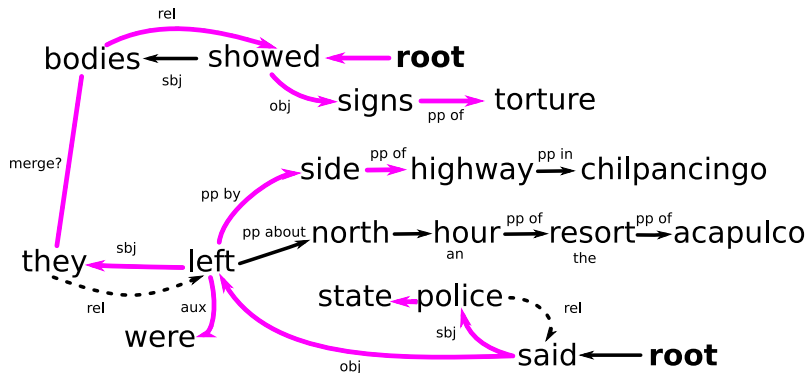 rel
bodies showed root
sbj
obj signs torture
pp of
merge?
side pp of highway pp in chilpancingo
pp by
pp about north hour pp of resort pp of acapulco
an the
they sbj left
rel aux state police rel
were sbj
obj said root